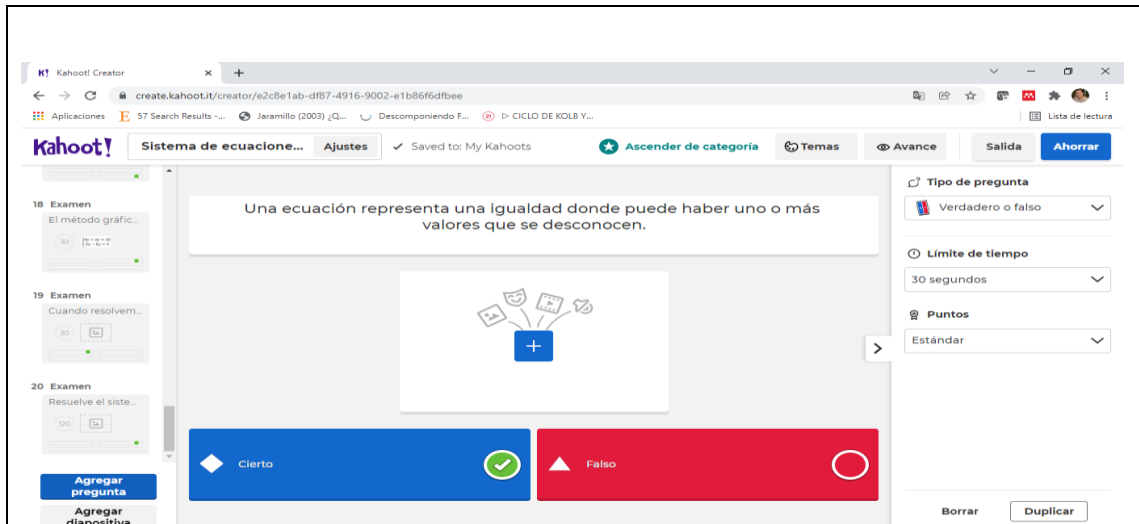 K! Kahoot! Creator
create.kahoot.it/creator/e2c8e1ab-df87-4916-9002-e1b86f6dfbee
Aplicaciones
E 57 Search Results -...
Jaramillo (2003) ¿Q...
Descomponiendo F...
▷ CICLO DE KOLB Y...
Lista de lectura
Kahoot!
Sistema de ecuacione...
Ajustes
Saved to: My Kahoots
Ascender de categoría
Temas
Avance
Salida
Ahorrar
18 Examen
El método gráfic...
30
19 Examen
Cuando resolvem...
30
20 Examen
Resuelve el siste...
120
Agregar
pregunta
Agregar
diapositiva
Una ecuación representa una igualdad donde puede haber uno o más
valores que se desconocen.
Cierto
Falso
Tipo de pregunta
Verdadero o falso
Límite de tiempo
30 segundos
Puntos
Estándar
Borrar
Duplicar